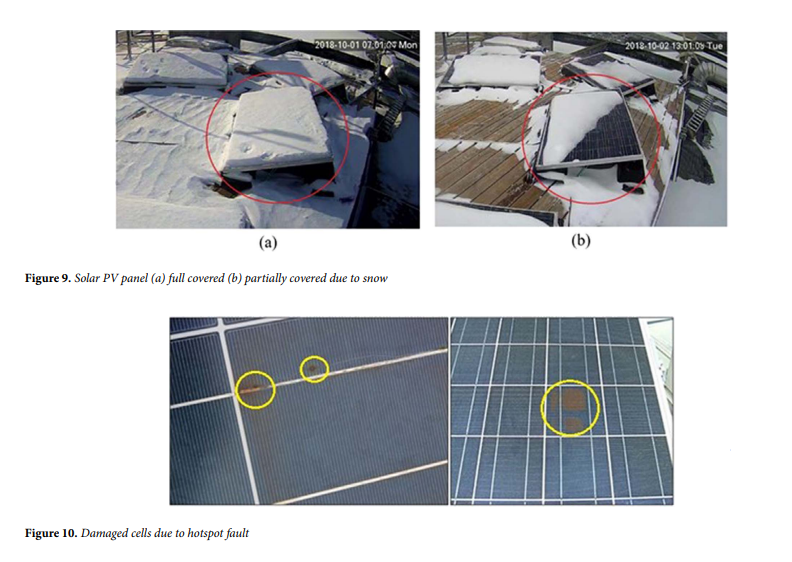 2018-10-01 07:01:04 Mon
2018-10-02 13:01:09 Tue
(a)
(b)
Figure 9. Solar PV panel (a) full covered (b) partially covered due to snow
Figure 10. Damaged cells due to hotspot fault